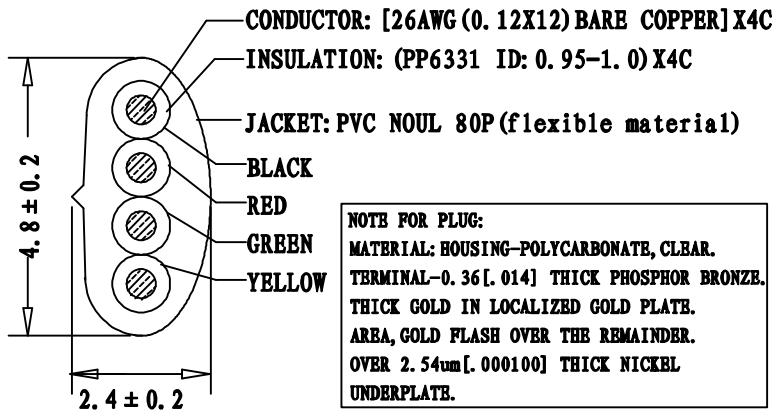 CONDUCTOR: [26AWG(0.12X12)BARE COPPER]X4C
INSULATION: (PP6331 ID:0.95-1.0)X4C
JACKET: PVC NOUL 80P(flexible material)
BLACK
RED
GREEN
YELLOW
4.8±0.2
2.4±0.2
NOTE FOR PLUG:
MATERIAL:HOUSING-POLYCARBONATE,CLEAR.
TERMINAL-0.36[.014] THICK PHOSPHOR BRONZE.
THICK GOLD IN LOCALIZED GOLD PLATE.
AREA,GOLD FLASH OVER THE REMAINDER.
OVER 2.54um[.000100] THICK NICKEL
UNDERPLATE.